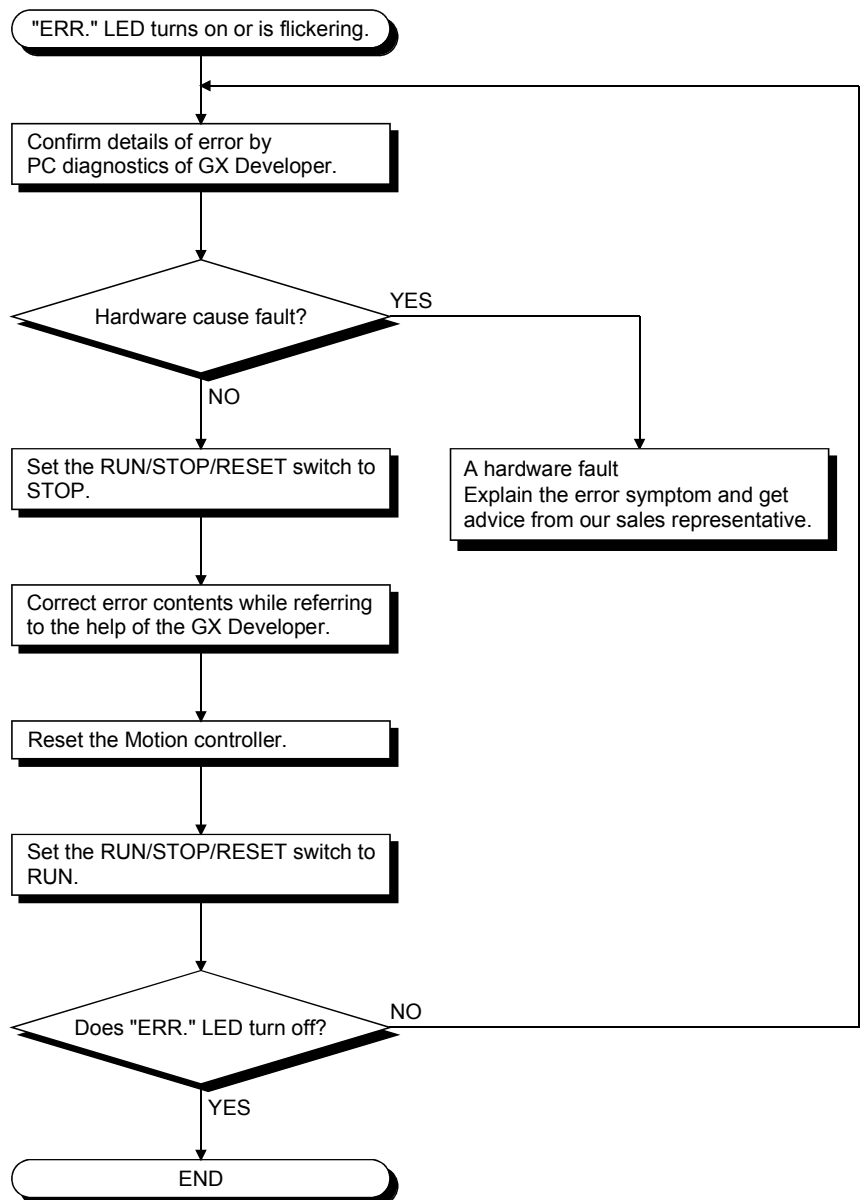 "ERR." LED turns on or is flickering.
Confirm details of error by
PC diagnostics of GX Developer.
Hardware cause fault?
YES
NO
Set the RUN/STOP/RESET switch to
STOP.
A hardware fault
Explain the error symptom and get
advice from our sales representative.
Correct error contents while referring
to the help of the GX Developer.
Reset the Motion controller.
Set the RUN/STOP/RESET switch to
RUN.
Does "ERR." LED turn off?
NO
YES
END